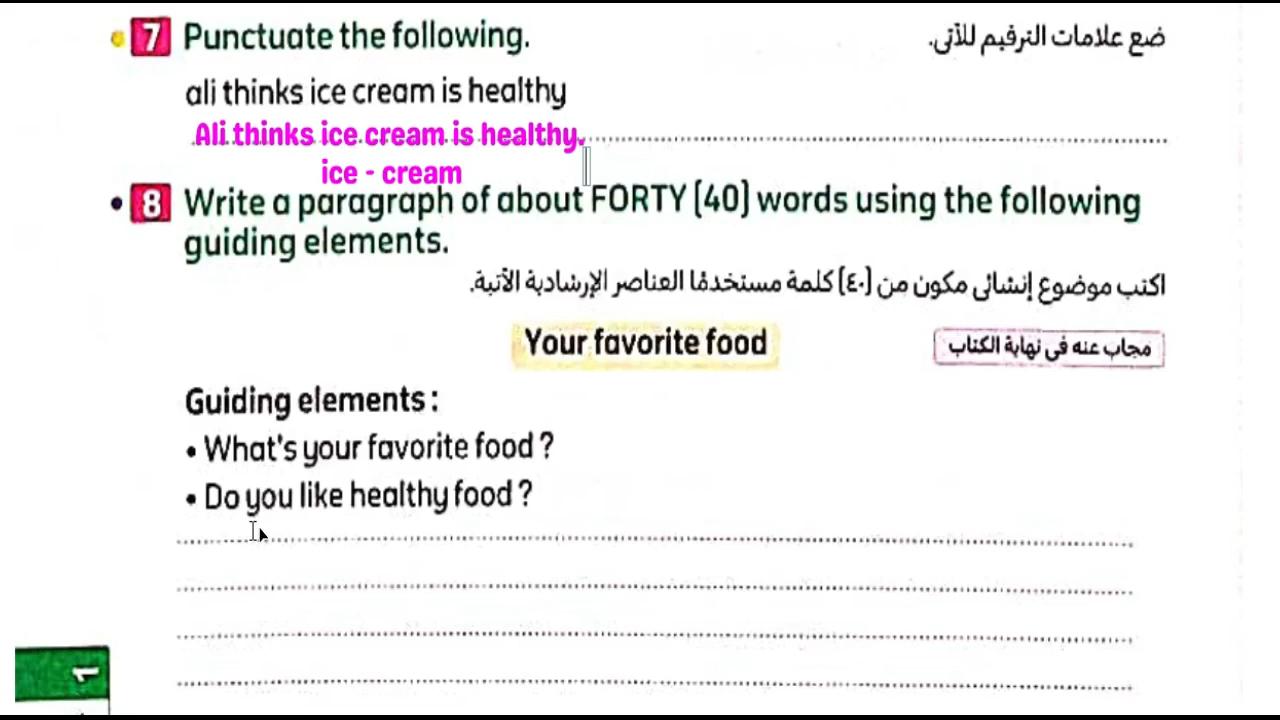 7 Punctuate the following.
ضع علامات الترقيم للآتى.
ali thinks ice cream is healthy
Ali thinks ice cream is healthy.
ice - cream
• 8 Write a paragraph of about FORTY (40) words using the following
guiding elements.
اكتب موضوع إنشائى مكون من (٤٠) كلمة مستخدمًا العناصر الإرشادية الآتية.
Your favorite food
مجاب عنه فى نهاية الكتاب
Guiding elements :
• What's your favorite food ?
• Do you like healthy food ?
1